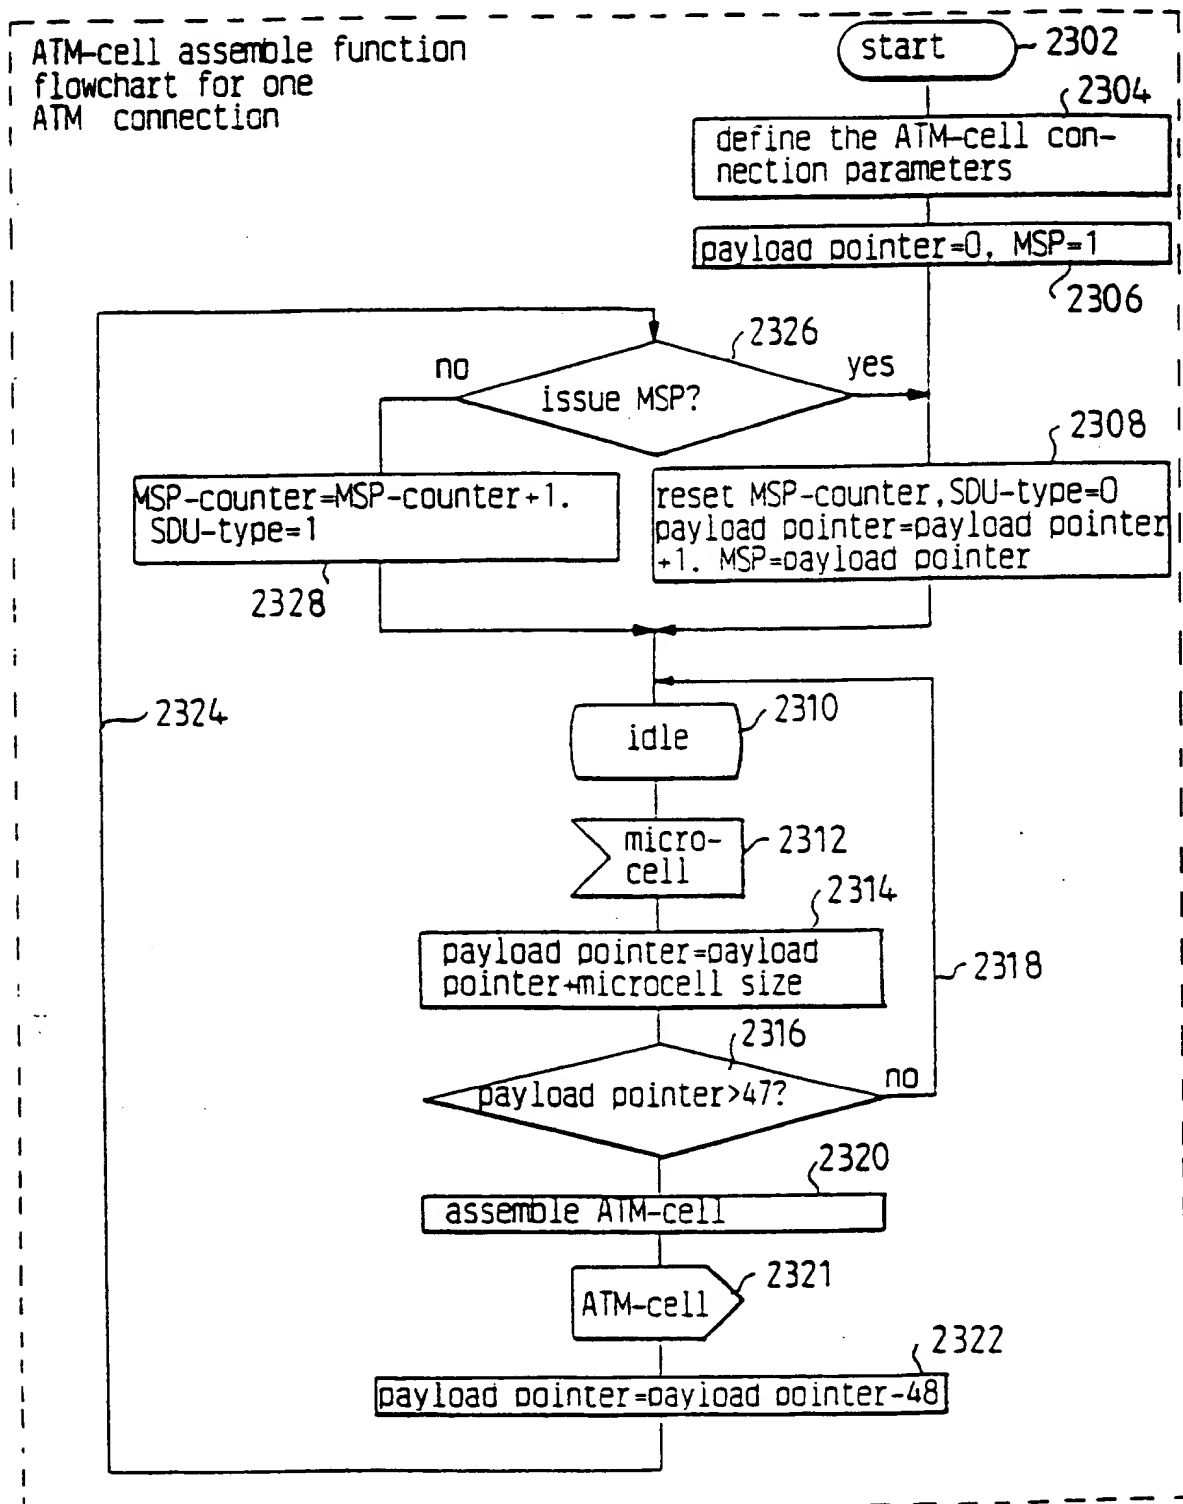 ATM-cell assemble function
flowchart for one
ATM connection
start
2302
2304
define the ATM-cell con-
nection parameters
payload pointer=0, MSP=1
2306
2326
no
yes
issue MSP?
2308
MSP-counter=MSP-counter+1.
SDU-type=1
2328
reset MSP-counter,SDU-type=0
payload pointer=payload pointer
+1. MSP=payload pointer
2324
2310
idle
micro-
cell
2312
2314
payload pointer=payload
pointer+microcell size
2318
2316
payload pointer>47?
no
2320
assemble ATM-cell
2321
ATM-cell
2322
payload pointer=payload pointer-48